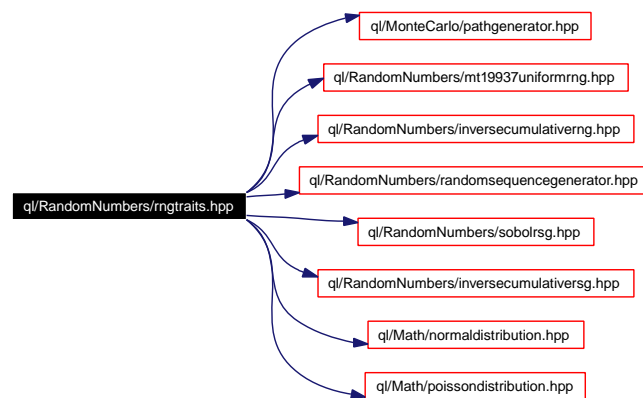 ql/MonteCarlo/pathgenerator.hpp
ql/RandomNumbers/mt19937uniformrng.hpp
ql/RandomNumbers/inversecumulativerng.hpp
ql/RandomNumbers/randomsequencegenerator.hpp
ql/RandomNumbers/rngtraits.hpp
ql/RandomNumbers/sobolrsg.hpp
ql/RandomNumbers/inversecumulativersg.hpp
ql/Math/normaldistribution.hpp
ql/Math/poissondistribution.hpp